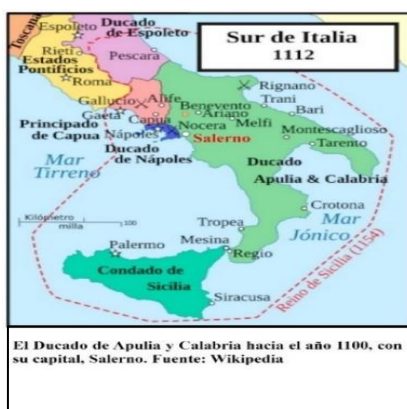 Sur de Italia
1112
Toscana
Espoleto
Ducado
de Espoleto
Rieti
Pescara
Estados
Pontificios
Roma
Rignano
Gallucio
Alife
Trani
Gaeta
Capua
Benevento
Bari
Ariano
Principado
de Capua
Nocera
Melfi
Montescaglioso
Nápoles
Salerno
Tarento
Ducado
de Nápoles
Mar
Tirreno
Ducado
Apulia & Calabria
Kilómetro
milla
100
Crotona
Tropea
Mar
Jónico
Palermo
Mesina
Regio
Condado de
Sicilia
Siracusa
Reino de Sicilia (1154)
El Ducado de Apulia y Calabria hacia el año 1100, con
su capital, Salerno. Fuente: Wikipedia